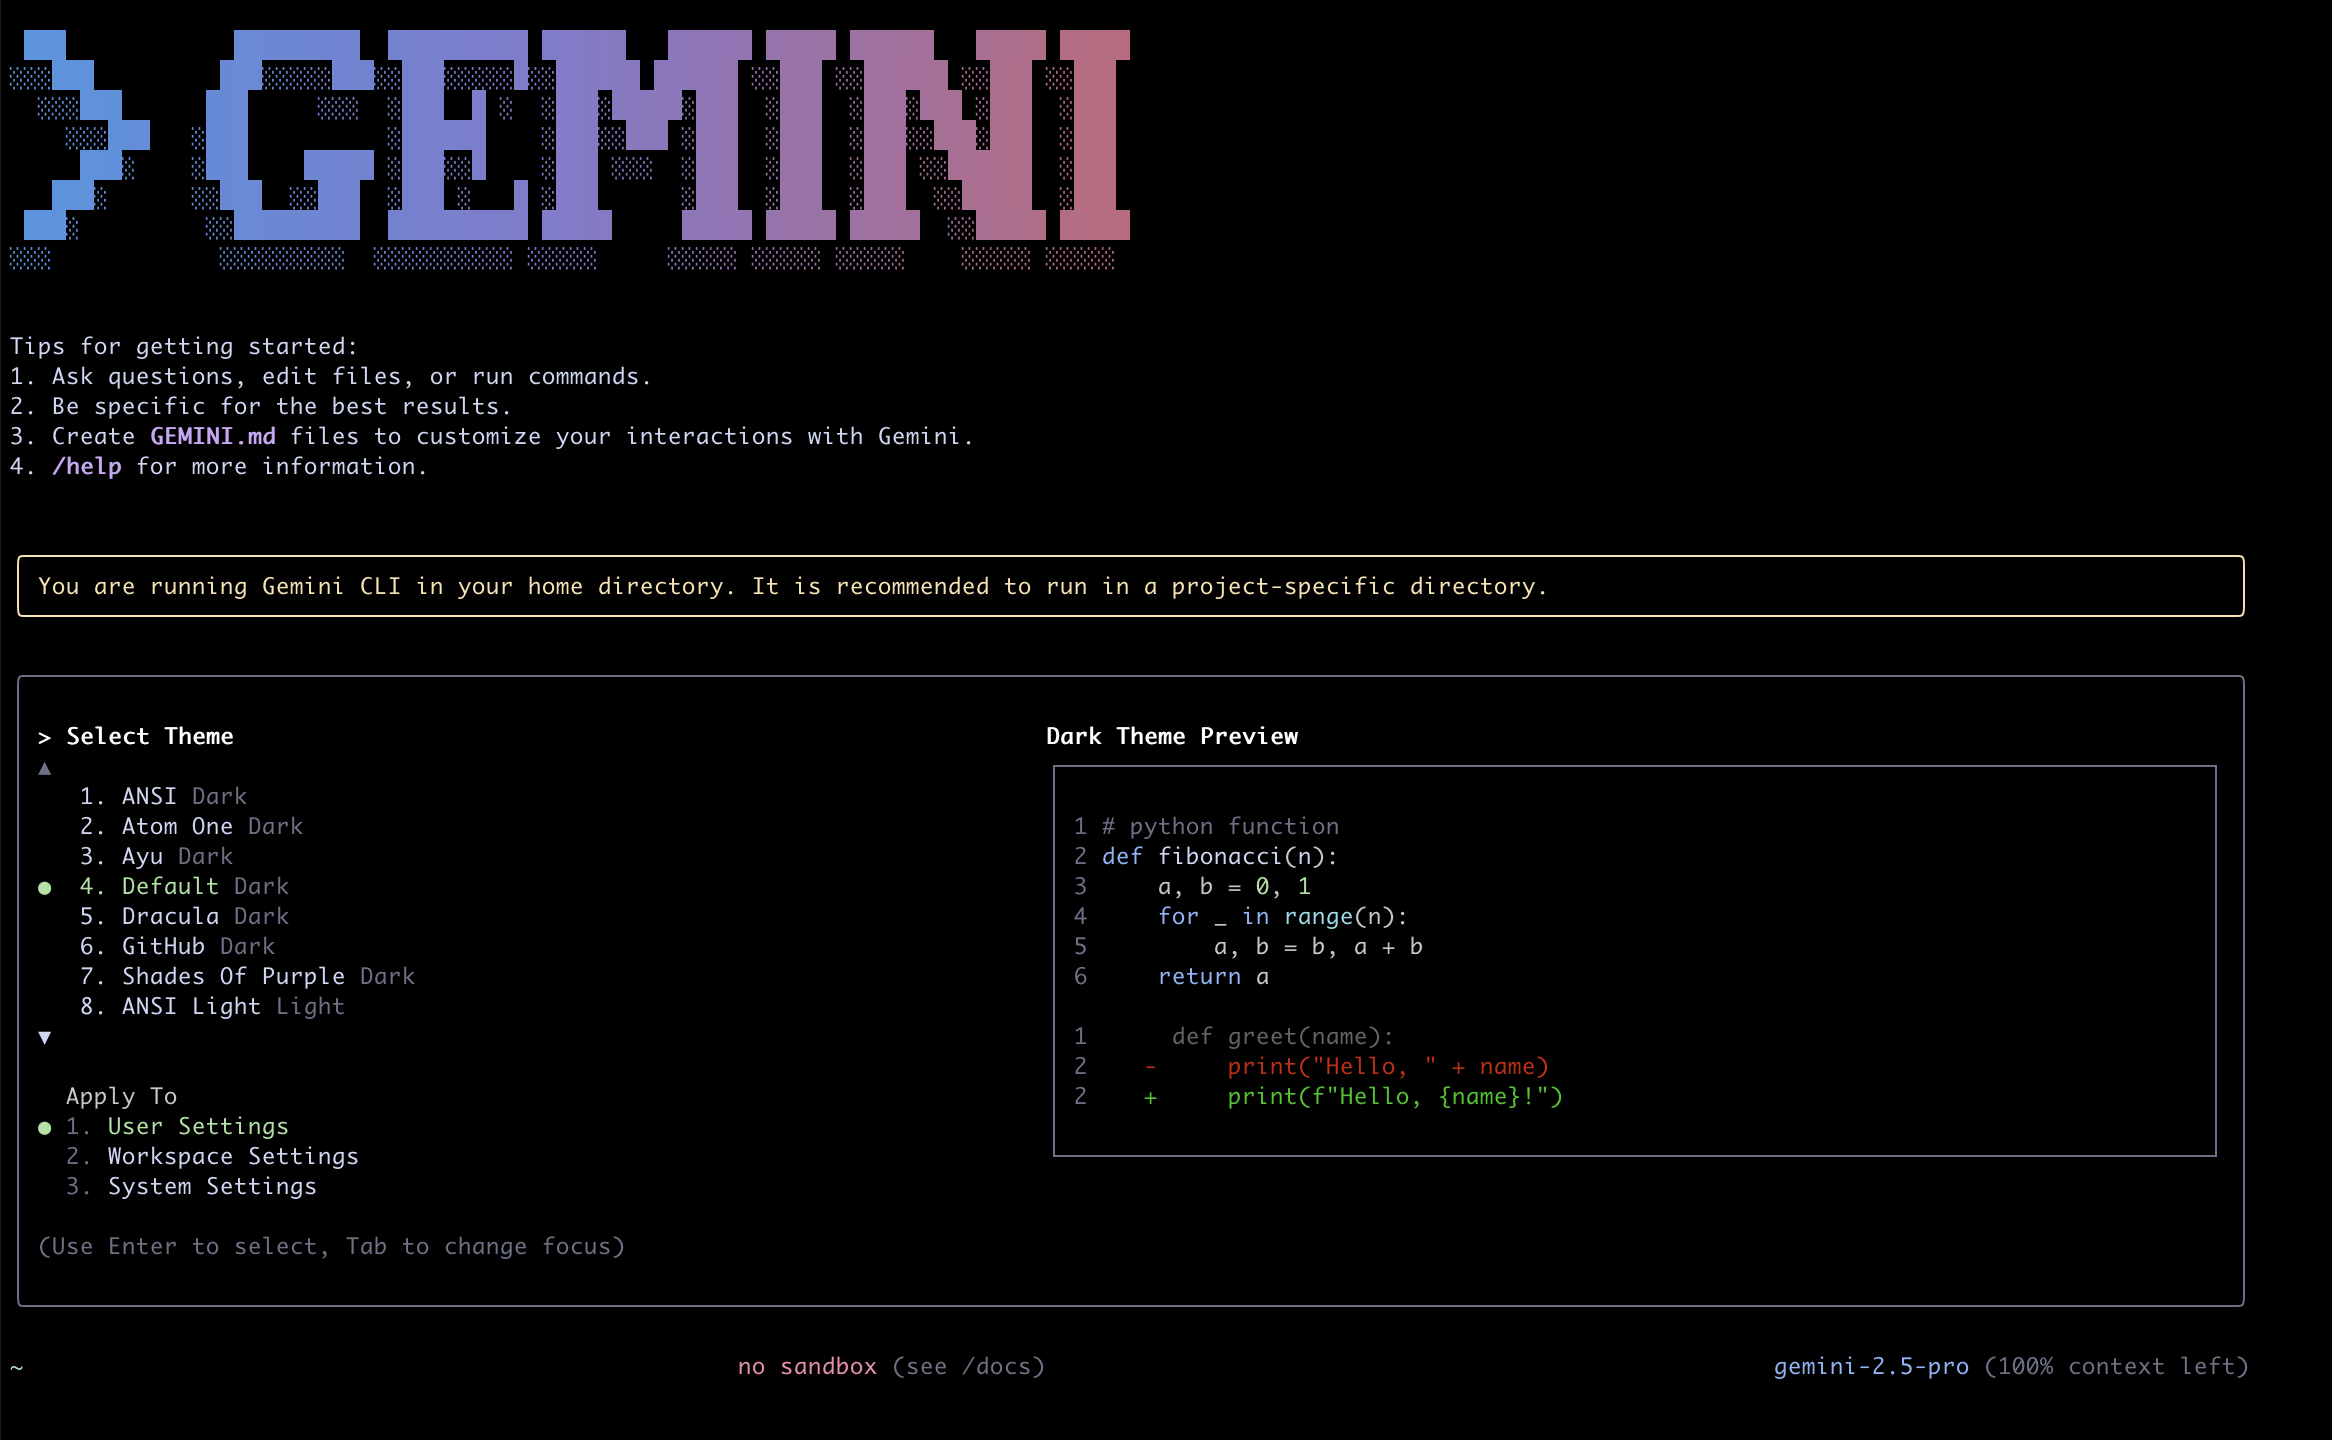 > GEMINI
Tips for getting started:
1. Ask questions, edit files, or run commands.
2. Be specific for the best results.
3. Create GEMINI.md files to customize your interactions with Gemini.
4. /help for more information.
You are running Gemini CLI in your home directory. It is recommended to run in a project-specific directory.
> Select Theme
▲
1. ANSI Dark
2. Atom One Dark
3. Ayu Dark
● 4. Default Dark
5. Dracula Dark
6. GitHub Dark
7. Shades Of Purple Dark
8. ANSI Light Light
▼
Apply To
● 1. User Settings
2. Workspace Settings
3. System Settings
(Use Enter to select, Tab to change focus)
Dark Theme Preview
1 # python function
2 def fibonacci(n):
3     a, b = 0, 1
4     for _ in range(n):
5         a, b = b, a + b
6     return a
1      def greet(name):
2    -     print("Hello, " + name)
2    +     print(f"Hello, {name}!")
~ no sandbox (see /docs) gemini-2.5-pro (100% context left)